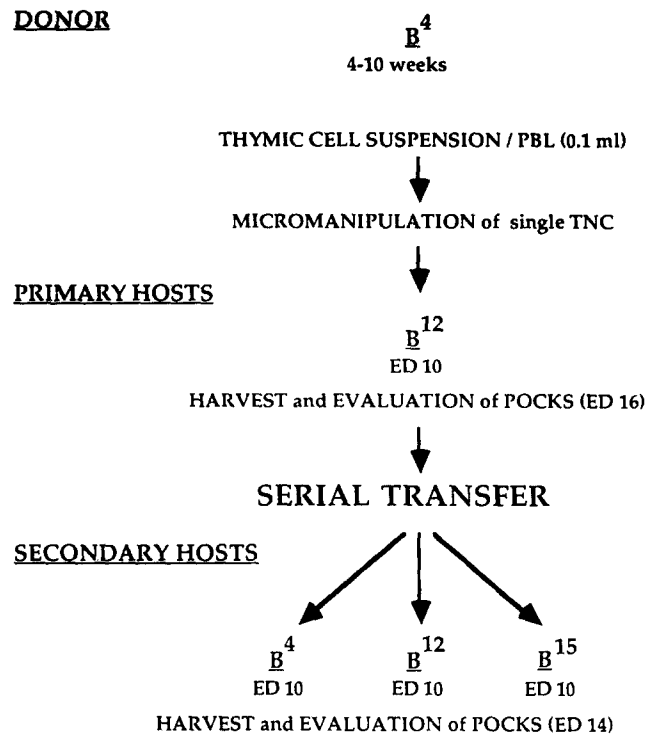 DONOR
B⁴
4-10 weeks
THYMIC CELL SUSPENSION / PBL (0.1 ml)
MICROMANIPULATION of single TNC
PRIMARY HOSTS
B¹²
ED 10
HARVEST and EVALUATION of POCKS (ED 16)
SERIAL TRANSFER
SECONDARY HOSTS
B⁴ B¹² B¹⁵
ED 10 ED 10 ED 10
HARVEST and EVALUATION of POCKS (ED 14)